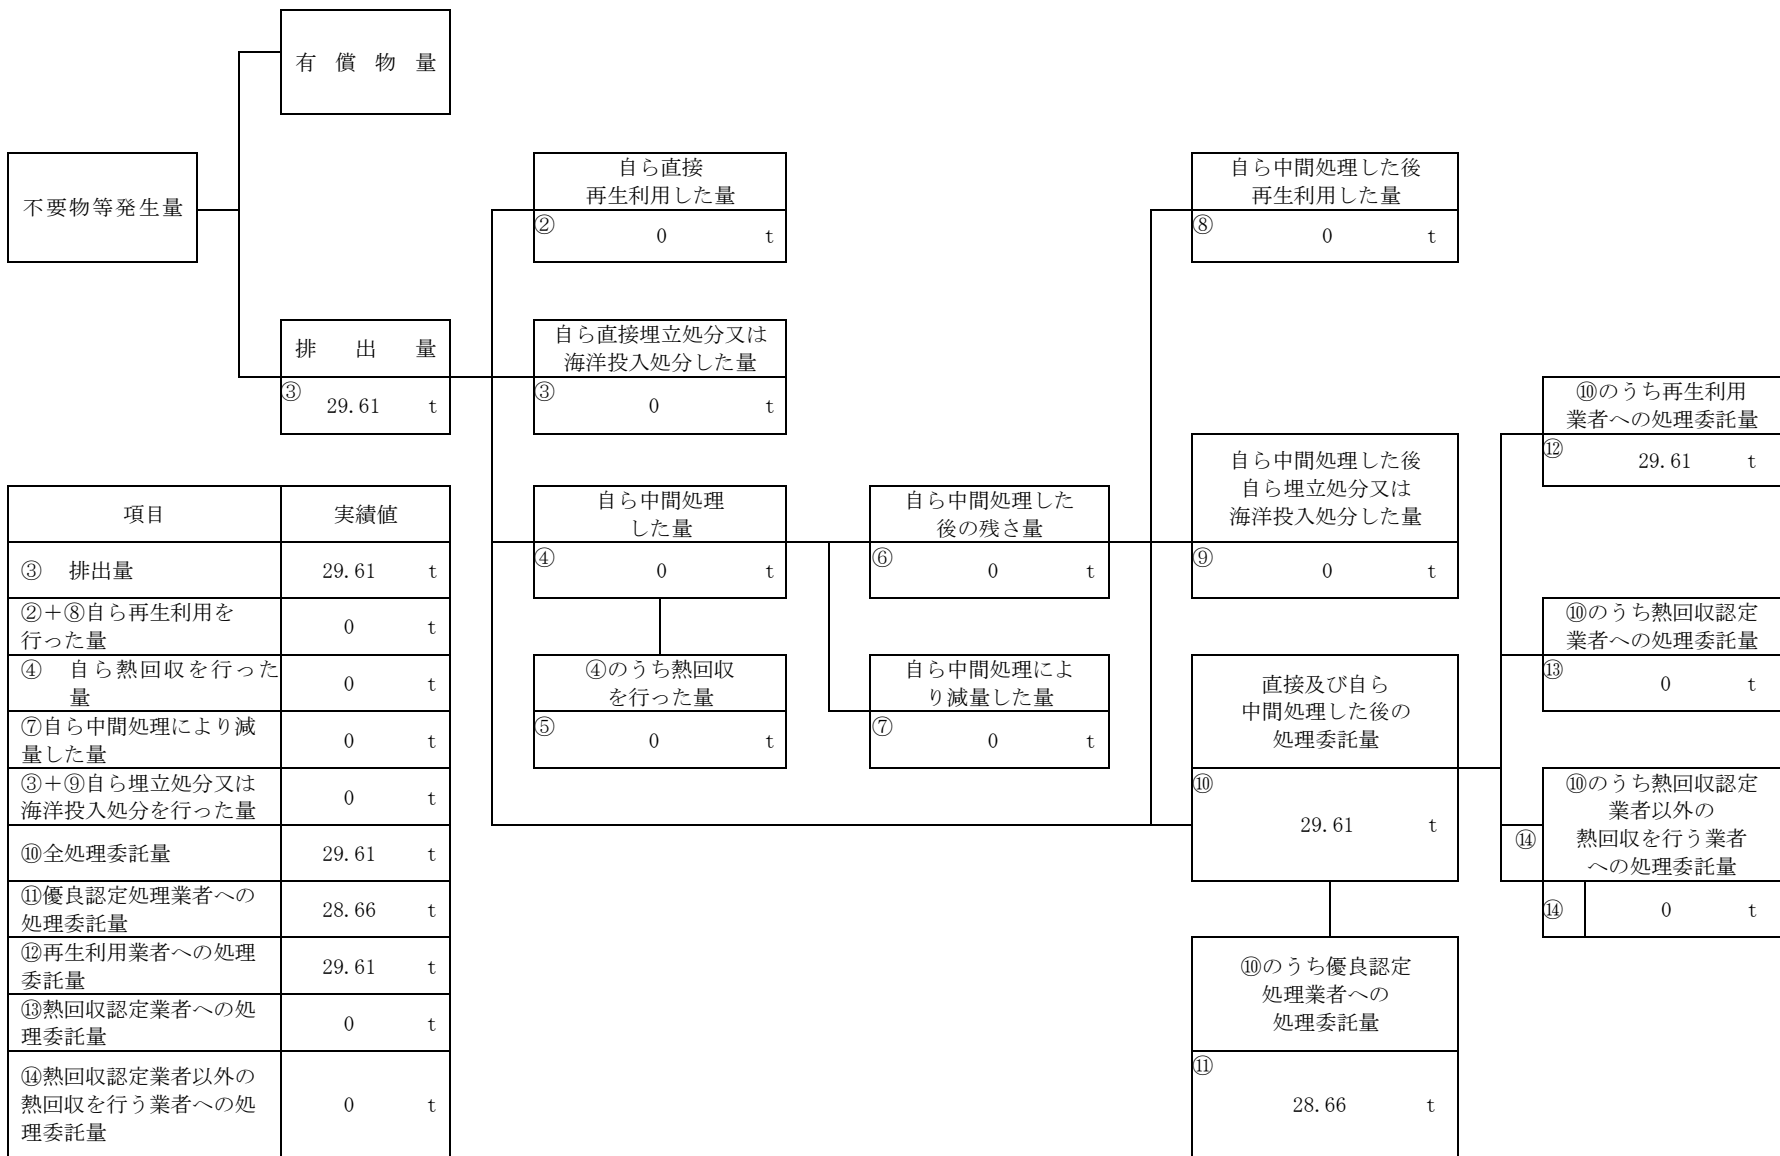 有 償 物 量
不要物等発生量
自ら直接
再生利用した量
② 0 t
自ら中間処理した後
再生利用した量
⑧ 0 t
排 出 量
③ 29.61 t
自ら直接埋立処分又は
海洋投入処分した量
③ 0 t
⑩のうち再生利用
業者への処理委託量
⑫ 29.61 t
自ら中間処理
した量
④ 0 t
自ら中間処理した
後の残さ量
⑥ 0 t
自ら中間処理した後
自ら埋立処分又は
海洋投入処分した量
⑨ 0 t
④のうち熱回収
を行った量
⑤ 0 t
自ら中間処理によ
り減量した量
⑦ 0 t
直接及び自ら
中間処理した後の
処理委託量
⑩
29.61 t
⑩のうち熱回収認定
業者への処理委託量
⑬ 0 t
⑩のうち熱回収認定
業者以外の
熱回収を行う業者
への処理委託量
⑭
⑭ 0 t
⑩のうち優良認定
処理業者への
処理委託量
⑪
28.66 t
項目 実績値
③ 排出量 29.61 t
②+⑧自ら再生利用を
行った量 0 t
④ 自ら熱回収を行った
量 0 t
⑦自ら中間処理により減
量した量 0 t
③+⑨自ら埋立処分又は
海洋投入処分を行った量 0 t
⑩全処理委託量 29.61 t
⑪優良認定処理業者への
処理委託量 28.66 t
⑫再生利用業者への処理
委託量 29.61 t
⑬熱回収認定業者への処
理委託量 0 t
⑭熱回収認定業者以外の
熱回収を行う業者への処
理委託量 0 t